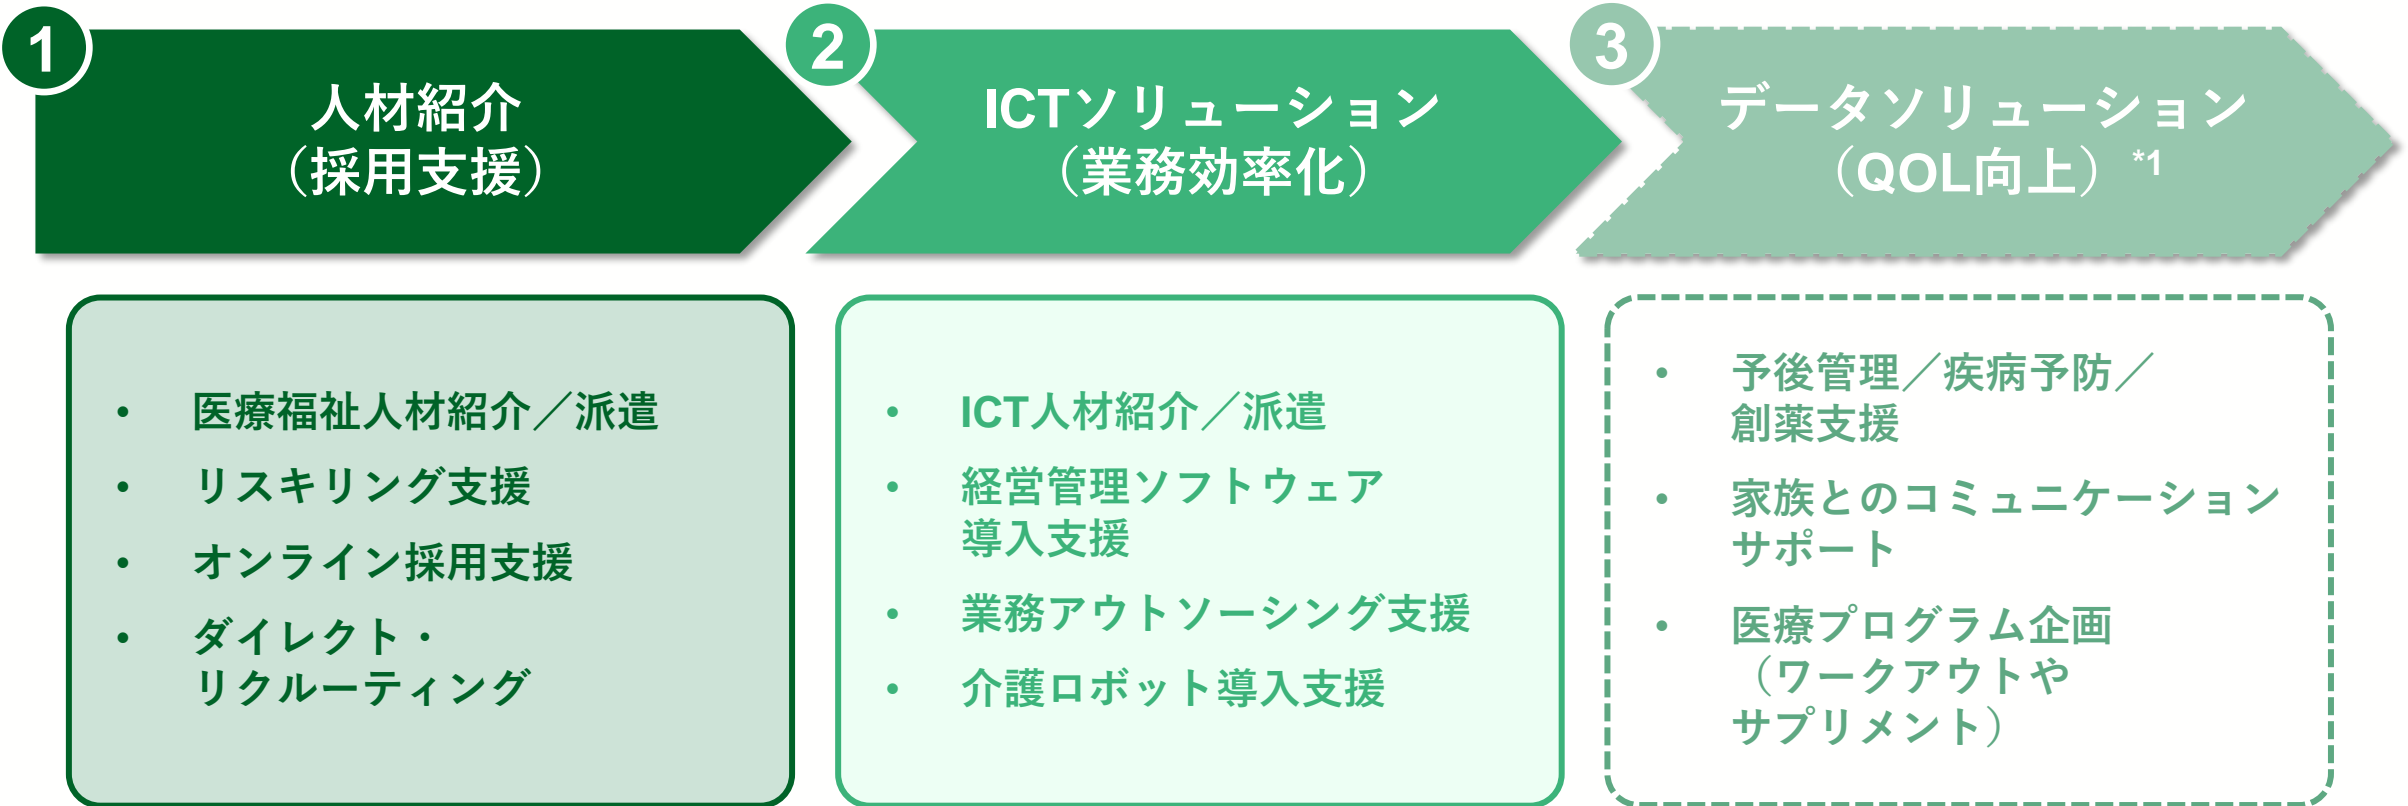 1
人材紹介
（採用支援）
• 医療福祉人材紹介／派遣
• リスキリング支援
• オンライン採用支援
• ダイレクト・
リクルーティング
2
ICTソリューション
（業務効率化）
• ICT人材紹介／派遣
• 経営管理ソフトウェア
導入支援
• 業務アウトソーシング支援
• 介護ロボット導入支援
3
データソリューション
（QOL向上）*1
• 予後管理／疾病予防／
創薬支援
• 家族とのコミュニケーション
サポート
• 医療プログラム企画
（ワークアウトや
サプリメント）